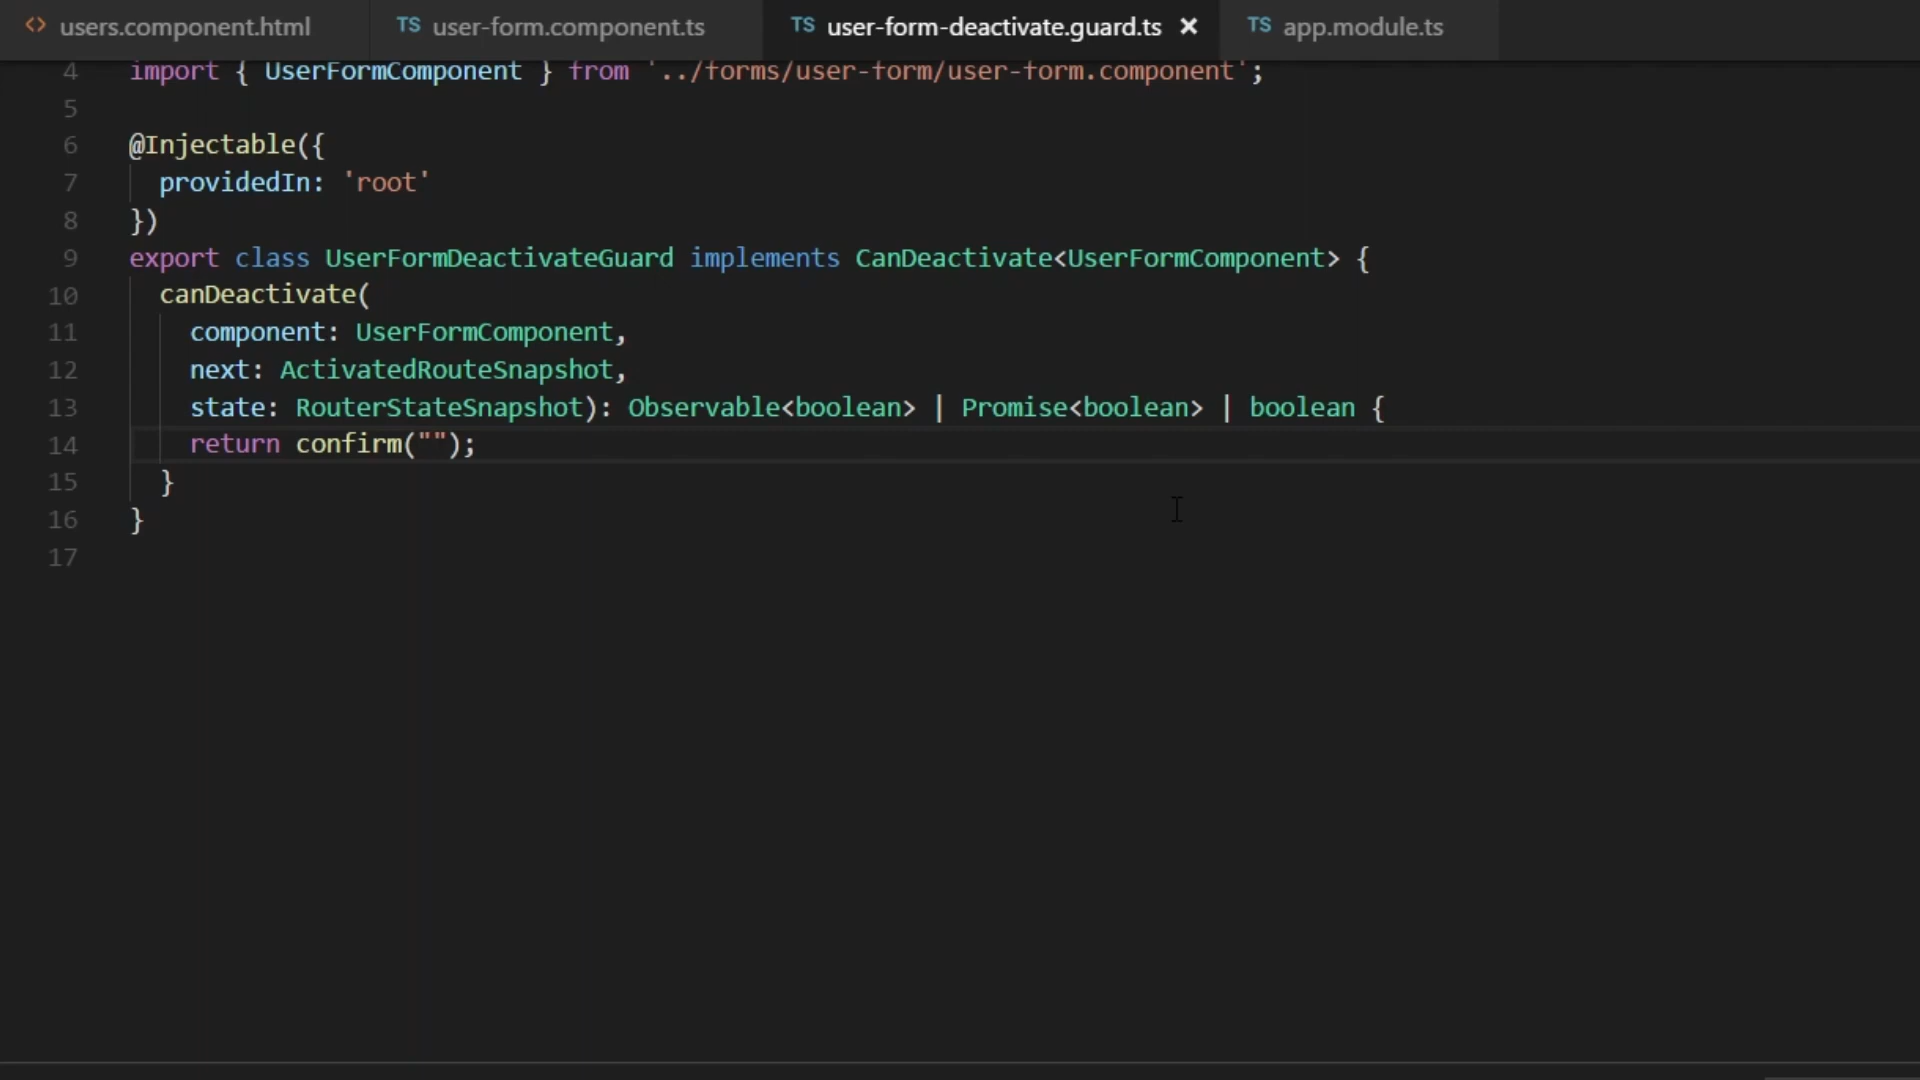 <> users.component.html TS user-form.component.ts TS user-form-deactivate.guard.ts × TS app.module.ts
4 import { UserFormComponent } from '../forms/user-form/user-form.component';
5
6 @Injectable({
7 providedIn: 'root'
8 })
9 export class UserFormDeactivateGuard implements CanDeactivate<UserFormComponent> {
10 canDeactivate(
11 component: UserFormComponent,
12 next: ActivatedRouteSnapshot,
13 state: RouterStateSnapshot): Observable<boolean> | Promise<boolean> | boolean {
14 return confirm("");
15 }
16 }
17